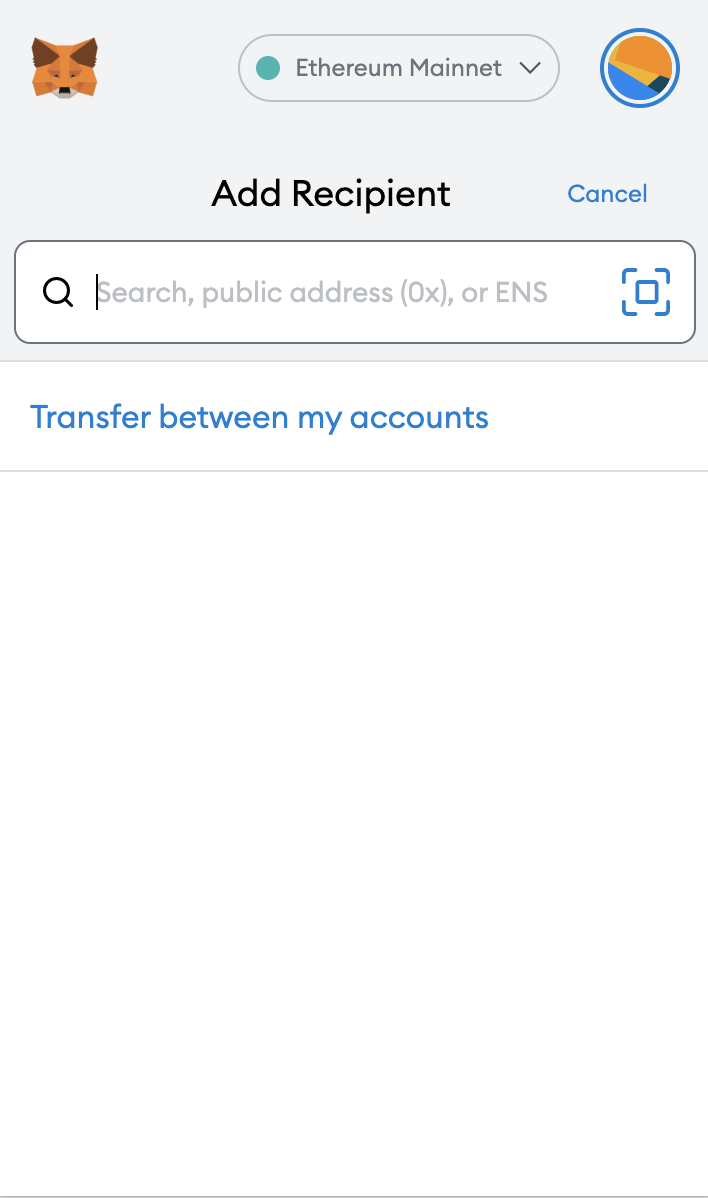 Ethereum Mainnet
Add Recipient
Cancel
Search, public address (0x), or ENS
Transfer between my accounts